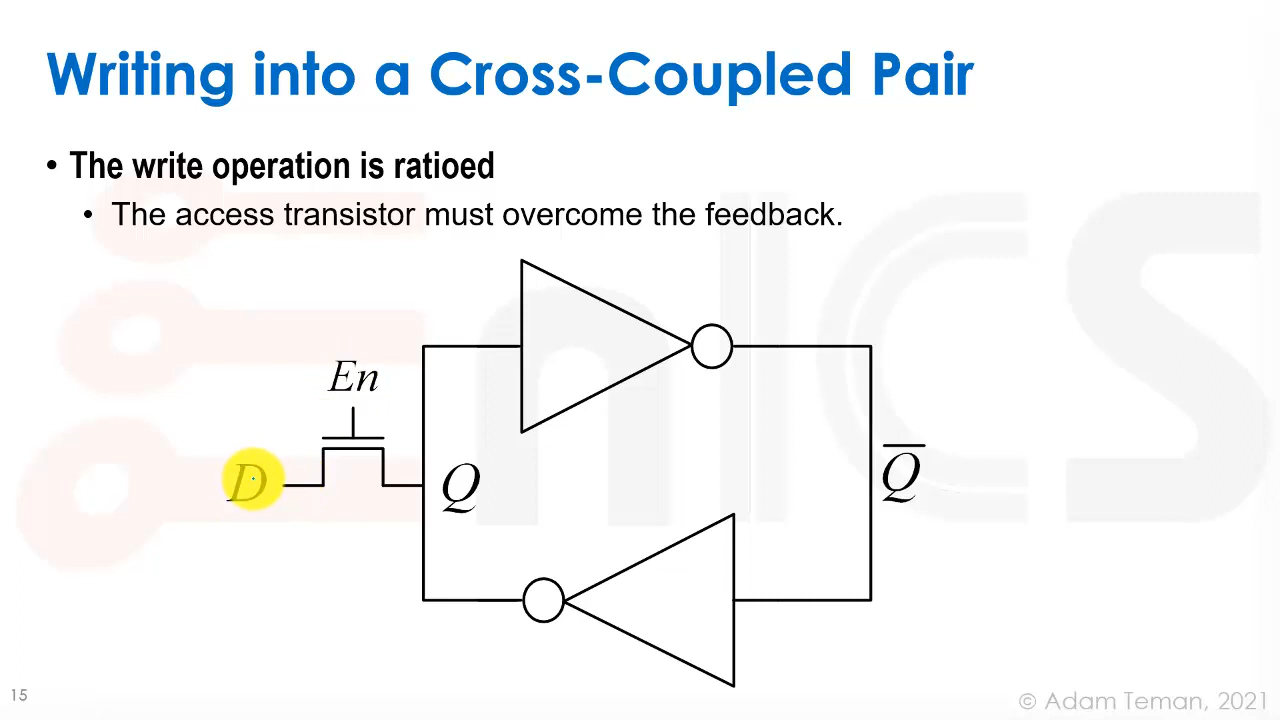 Writing into a Cross-Coupled Pair
• The write operation is ratioed
• The access transistor must overcome the feedback.
En
D
Q
Q̅
15
© Adam Teman, 2021
nICS